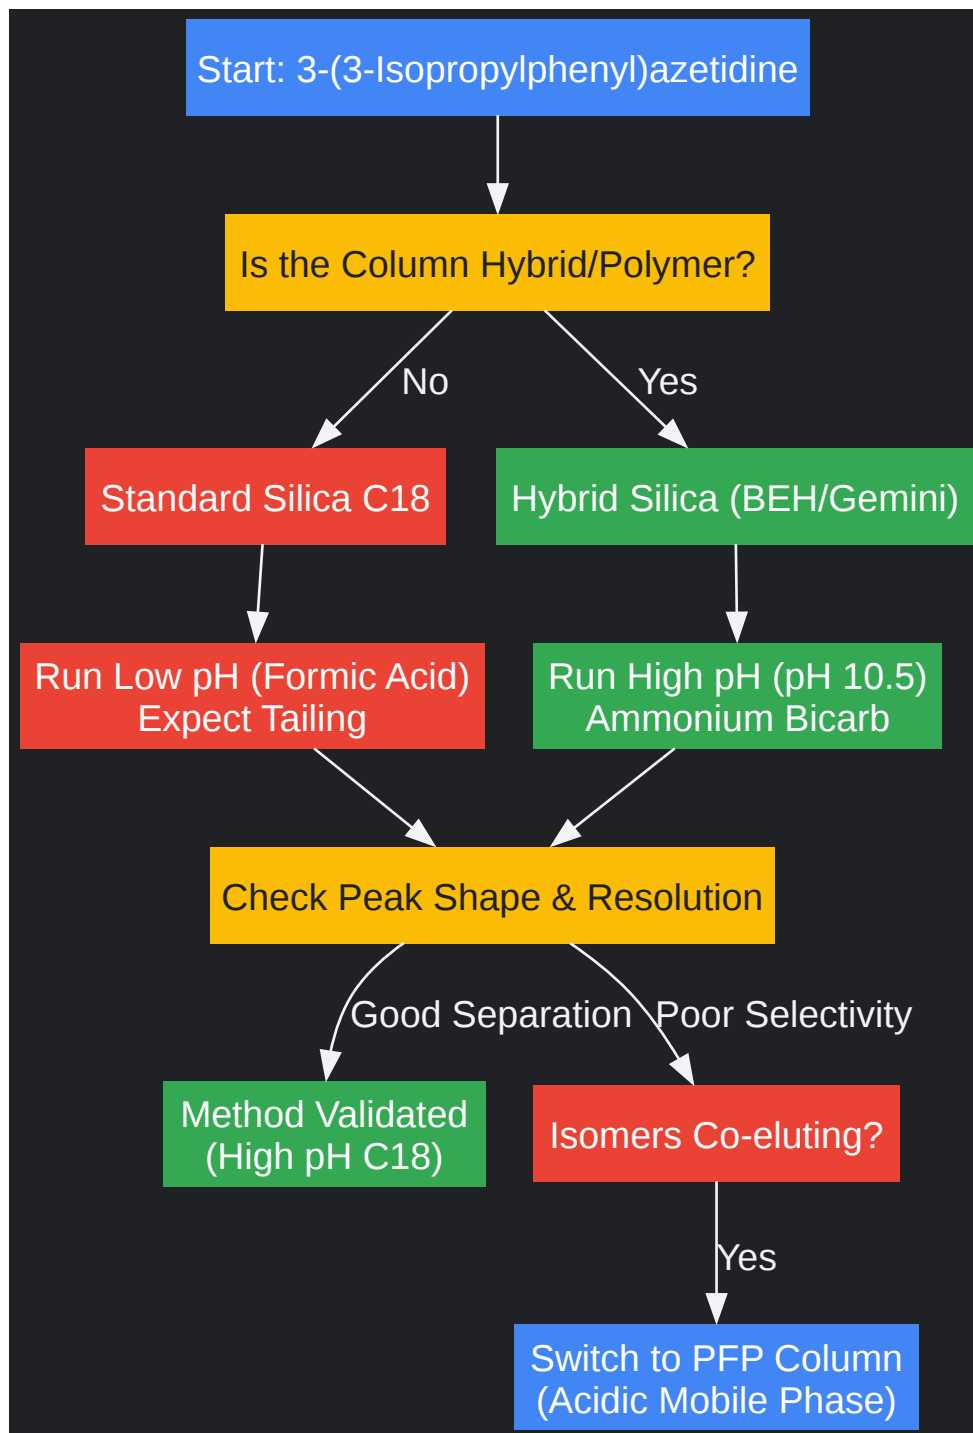 Start: 3-(3-Isopropylphenyl)azetidine
Is the Column Hybrid/Polymer?
No
Yes
Standard Silica C18
Hybrid Silica (BEH/Gemini)
Run Low pH (Formic Acid)
Expect Tailing
Run High pH (pH 10.5)
Ammonium Bicarb
Check Peak Shape & Resolution
Good Separation
Poor Selectivity
Method Validated
(High pH C18)
Isomers Co-eluting?
Yes
Switch to PFP Column
(Acidic Mobile Phase)